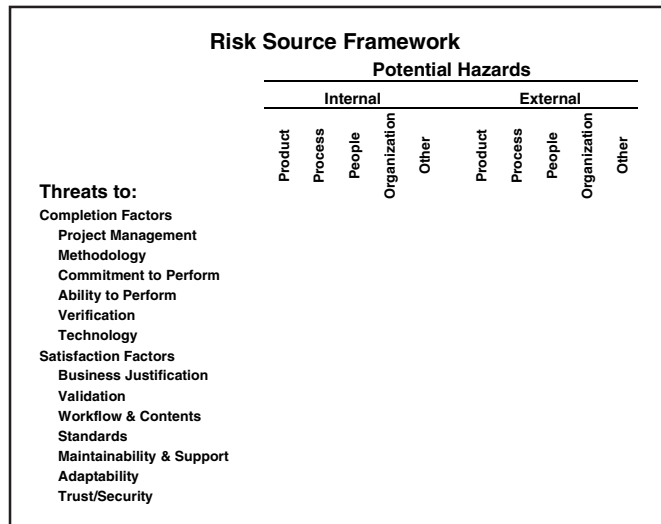 Risk Source Framework
Potential Hazards
Internal External
Product Process People Organization Other Product Process People Organization Other
Threats to:
Completion Factors
Project Management
Methodology
Commitment to Perform
Ability to Perform
Verification
Technology
Satisfaction Factors
Business Justification
Validation
Workflow & Contents
Standards
Maintainability & Support
Adaptability
Trust/Security